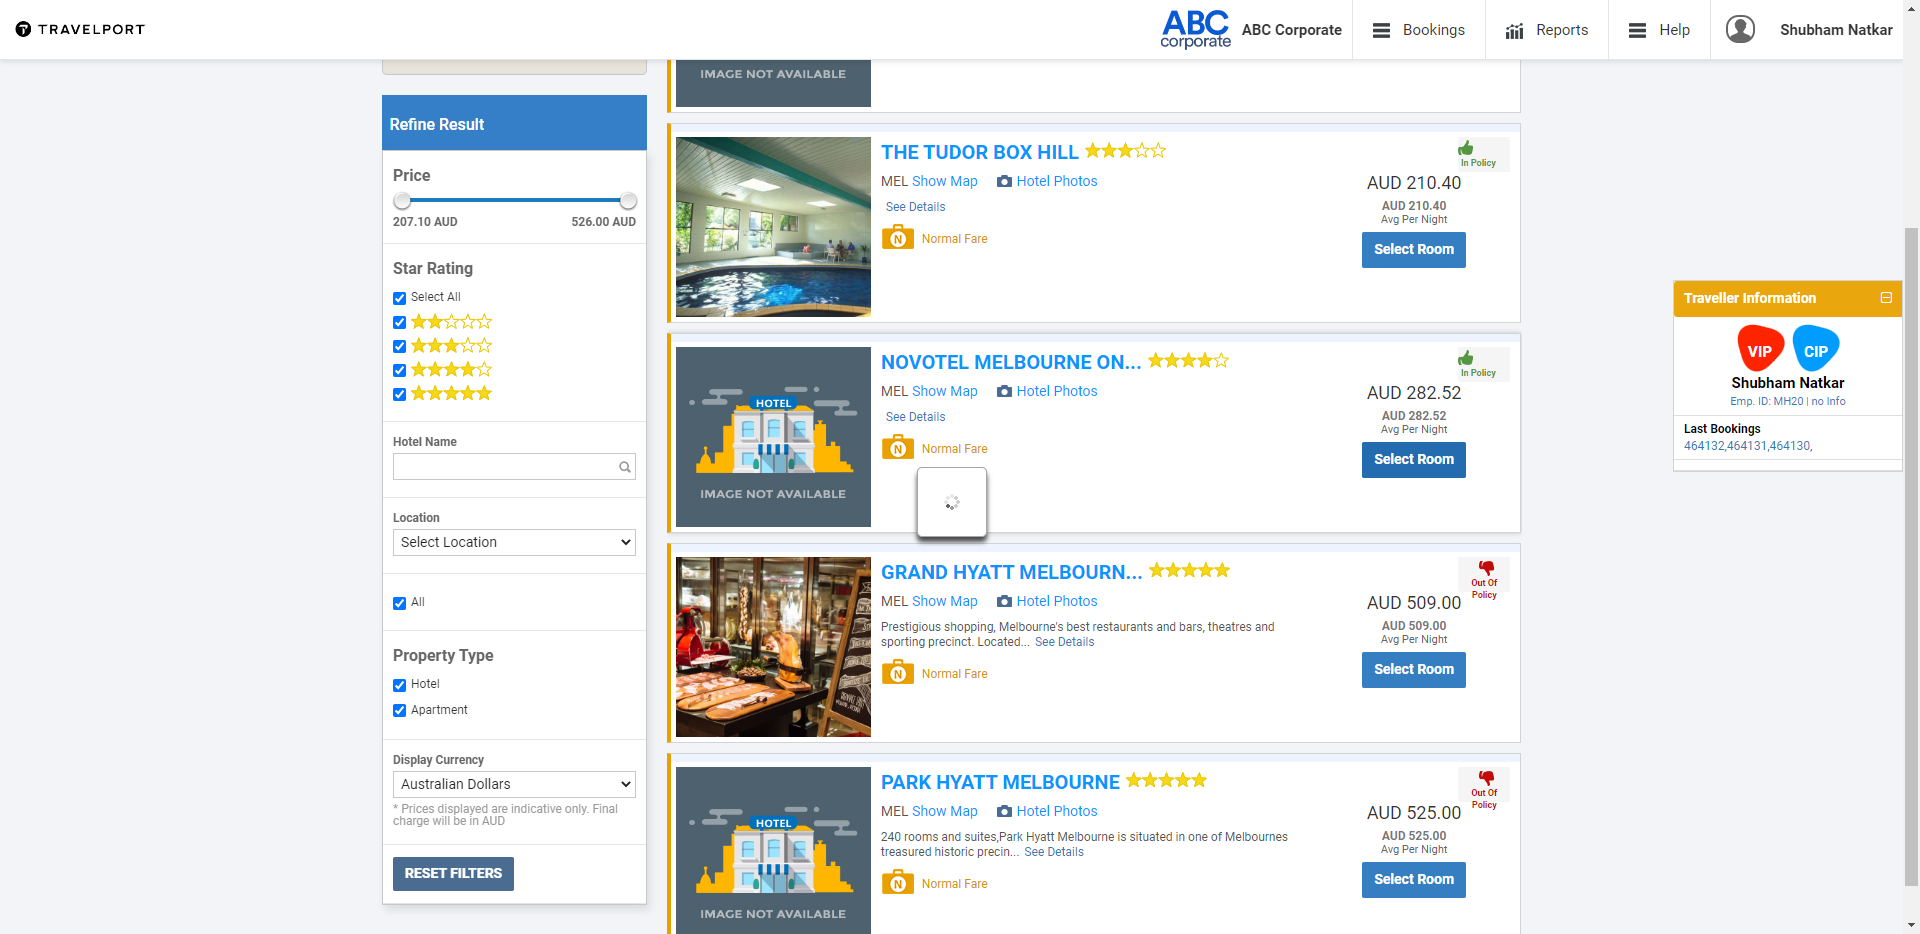 TRAVELPORT
ABC
corporate
ABC Corporate
Bookings
Reports
Help
Shubham Natkar
IMAGE NOT AVAILABLE
Refine Result
Price
207.10 AUD
526.00 AUD
Star Rating
Select All
Hotel Name
Location
Select Location
All
Property Type
Hotel
Apartment
Display Currency
Australian Dollars
* Prices displayed are indicative only. Final
charge will be in AUD
RESET FILTERS
THE TUDOR BOX HILL
MEL Show Map Hotel Photos
See Details
N Normal Fare
In Policy
AUD 210.40
AUD 210.40
Avg Per Night
Select Room
HOTEL
IMAGE NOT AVAILABLE
NOVOTEL MELBOURNE ON...
MEL Show Map Hotel Photos
See Details
N Normal Fare
In Policy
AUD 282.52
AUD 282.52
Avg Per Night
Select Room
GRAND HYATT MELBOURN...
MEL Show Map Hotel Photos
Prestigious shopping, Melbourne's best restaurants and bars, theatres and
sporting precinct. Located... See Details
N Normal Fare
Out Of
Policy
AUD 509.00
AUD 509.00
Avg Per Night
Select Room
HOTEL
IMAGE NOT AVAILABLE
PARK HYATT MELBOURNE
MEL Show Map Hotel Photos
240 rooms and suites,Park Hyatt Melbourne is situated in one of Melbournes
treasured historic precin... See Details
N Normal Fare
Out Of
Policy
AUD 525.00
AUD 525.00
Avg Per Night
Select Room
Traveller Information
VIP
CIP
Shubham Natkar
Emp. ID: MH20 | no Info
Last Bookings
464132,464131,464130,